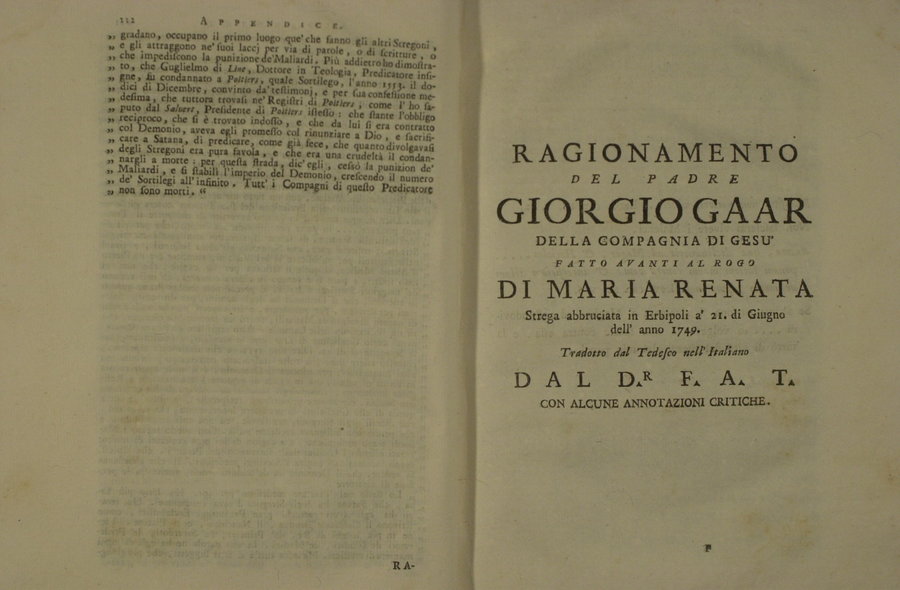 112 APPENDICE.
„ gradano, occupano il primo luogo que' che fanno gli altri Stregoni,
„ e gli attraggono ne' ſuoi laccj per via di parole, o di ſcritture, o
„ che impediſcono la punizione de' Maliardi. Più addietro ho dimoſtra-
„ to, che Guglielmo di Line, Dottore in Teologia, Predicatore inſi-
„ gne, fu condannato a Poitiers, quale Sortilego, l'anno 1553. il do-
„ dici di Dicembre, convinto da' teſtimonj, e per ſua confeſſione me-
„ deſima, che tuttora trovaſi ne' Regiſtri di Poitiers, come l' ho ſa-
„ puto dal Salvert, Preſidente di Poitiers iſteſſo: che ſtante l'obbligo
„ reciproco, che ſi è trovato indoſſo, e che da lui ſi era contratto
„ col Demonio, aveva egli promeſſo col rinunziare a Dio, e ſacrifi-
„ care a Satana, di predicare, come già fece, che quanto divolgavaſi
„ degli Stregoni era pura favola, e che era una crudeltà il condan-
„ nargli a morte: per queſta ſtrada, dic' egli, ceſsò la punizion de'
„ Maliardi, e ſi ſtabilì l'imperio del Demonio, creſcendo il numero
„ de' Sortilegi all' infinito. Tutt' i Compagni di queſto Predicatore
„ non ſono morti. “
RA-
RAGIONAMENTO
DEL PADRE
GIORGIO GAAR
DELLA COMPAGNIA DI GESU'
FATTO AVANTI AL ROGO
DI MARIA RENATA
Strega abbruciata in Erbipoli a' 21. di Giugno
dell' anno 1749.
Tradotto dal Tedeſco nell' Italiano
DAL D.R F. A. T.
CON ALCUNE ANNOTAZIONI CRITICHE.
P